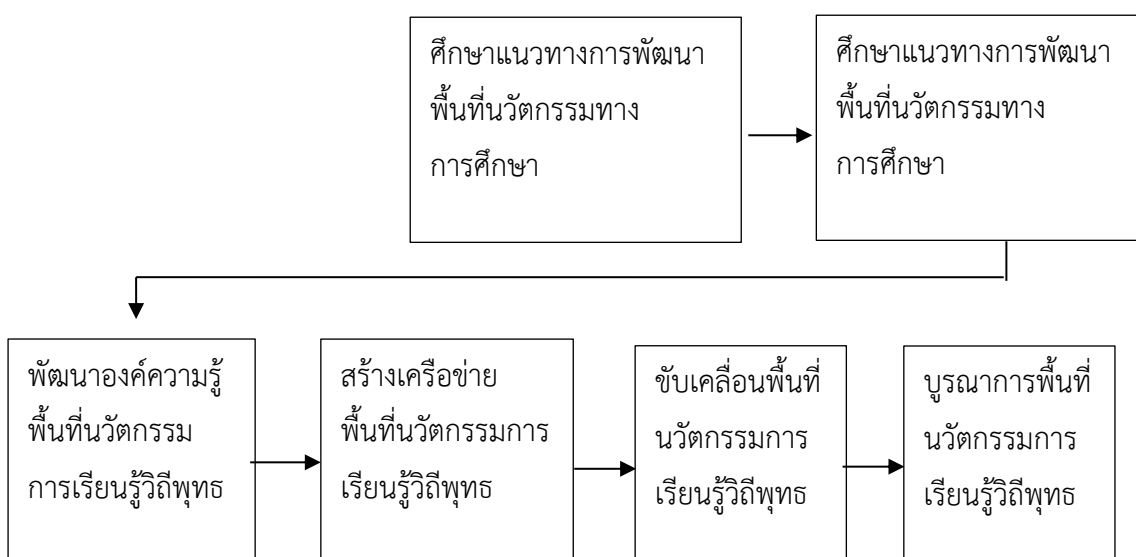 ศึกษาแนวทางการพัฒนา
พื้นที่นวัตกรรมทาง
การศึกษา
ศึกษาแนวทางการพัฒนา
พื้นที่นวัตกรรมทาง
การศึกษา
พัฒนาองค์ความรู้
พื้นที่นวัตกรรม
การเรียนรู้วิถีพุทธ
สร้างเครือข่าย
พื้นที่นวัตกรรมการ
เรียนรู้วิถีพุทธ
ขับเคลื่อนพื้นที่
นวัตกรรมการ
เรียนรู้วิถีพุทธ
บูรณาการพื้นที่
นวัตกรรมการ
เรียนรู้วิถีพุทธ